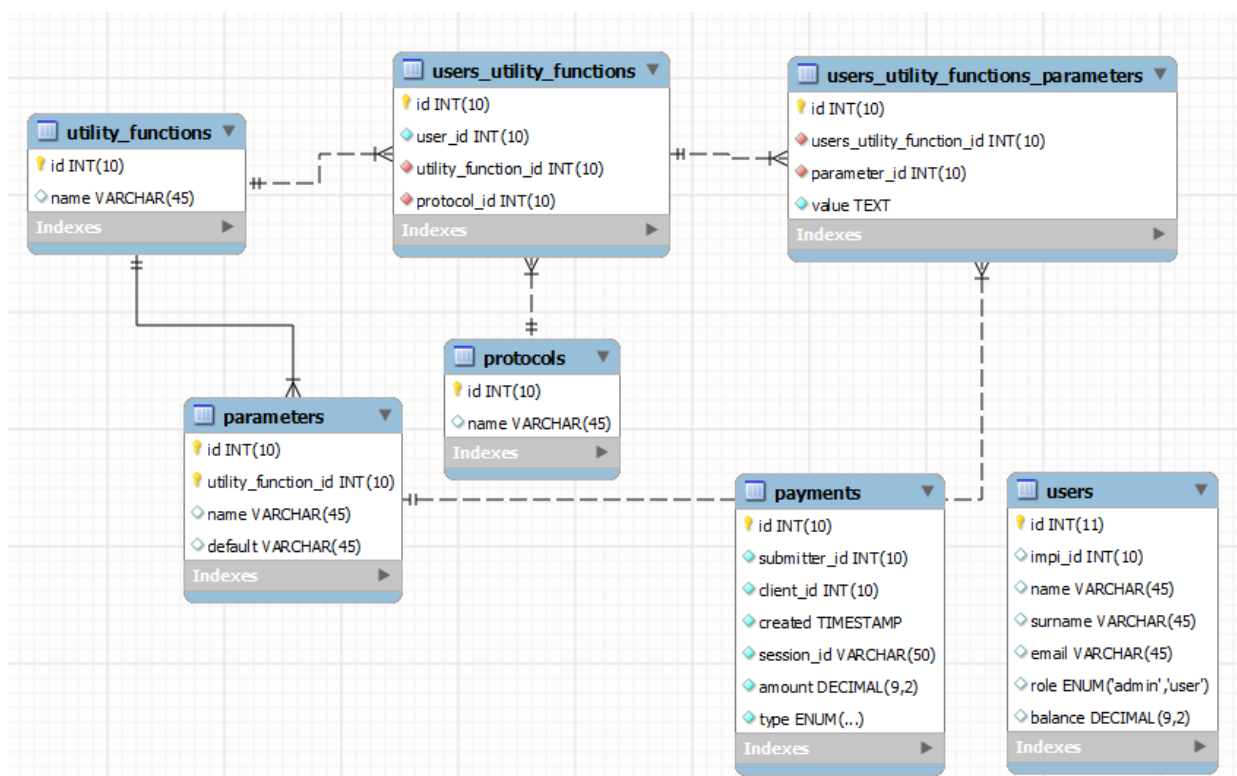 utility_functions
id INT(10)
name VARCHAR(45)
Indexes
users_utility_functions
id INT(10)
user_id INT(10)
utility_function_id INT(10)
protocol_id INT(10)
Indexes
users_utility_functions_parameters
id INT(10)
users_utility_function_id INT(10)
parameter_id INT(10)
value TEXT
Indexes
protocols
id INT(10)
name VARCHAR(45)
Indexes
parameters
id INT(10)
utility_function_id INT(10)
name VARCHAR(45)
default VARCHAR(45)
Indexes
payments
id INT(10)
submitter_id INT(10)
client_id INT(10)
created TIMESTAMP
session_id VARCHAR(50)
amount DECIMAL(9,2)
type ENUM(...)
Indexes
users
id INT(11)
impi_id INT(10)
name VARCHAR(45)
surname VARCHAR(45)
email VARCHAR(45)
role ENUM('admin','user')
balance DECIMAL(9,2)
Indexes